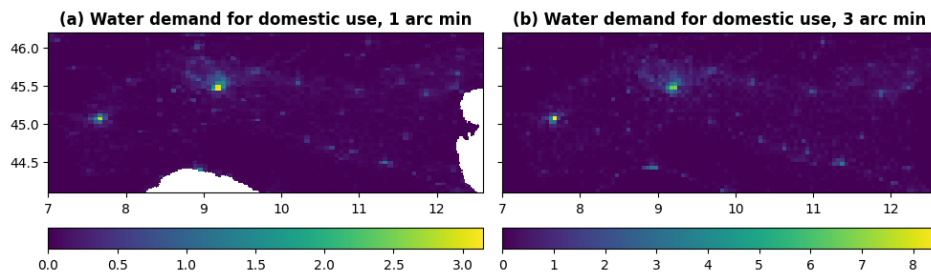 (a) Water demand for domestic use, 1 arc min
(b) Water demand for domestic use, 3 arc min
46.0
45.5
45.0
44.5
7 8 9 10 11 12
7 8 9 10 11 12
0.0 0.5 1.0 1.5 2.0 2.5 3.0
0 1 2 3 4 5 6 7 8